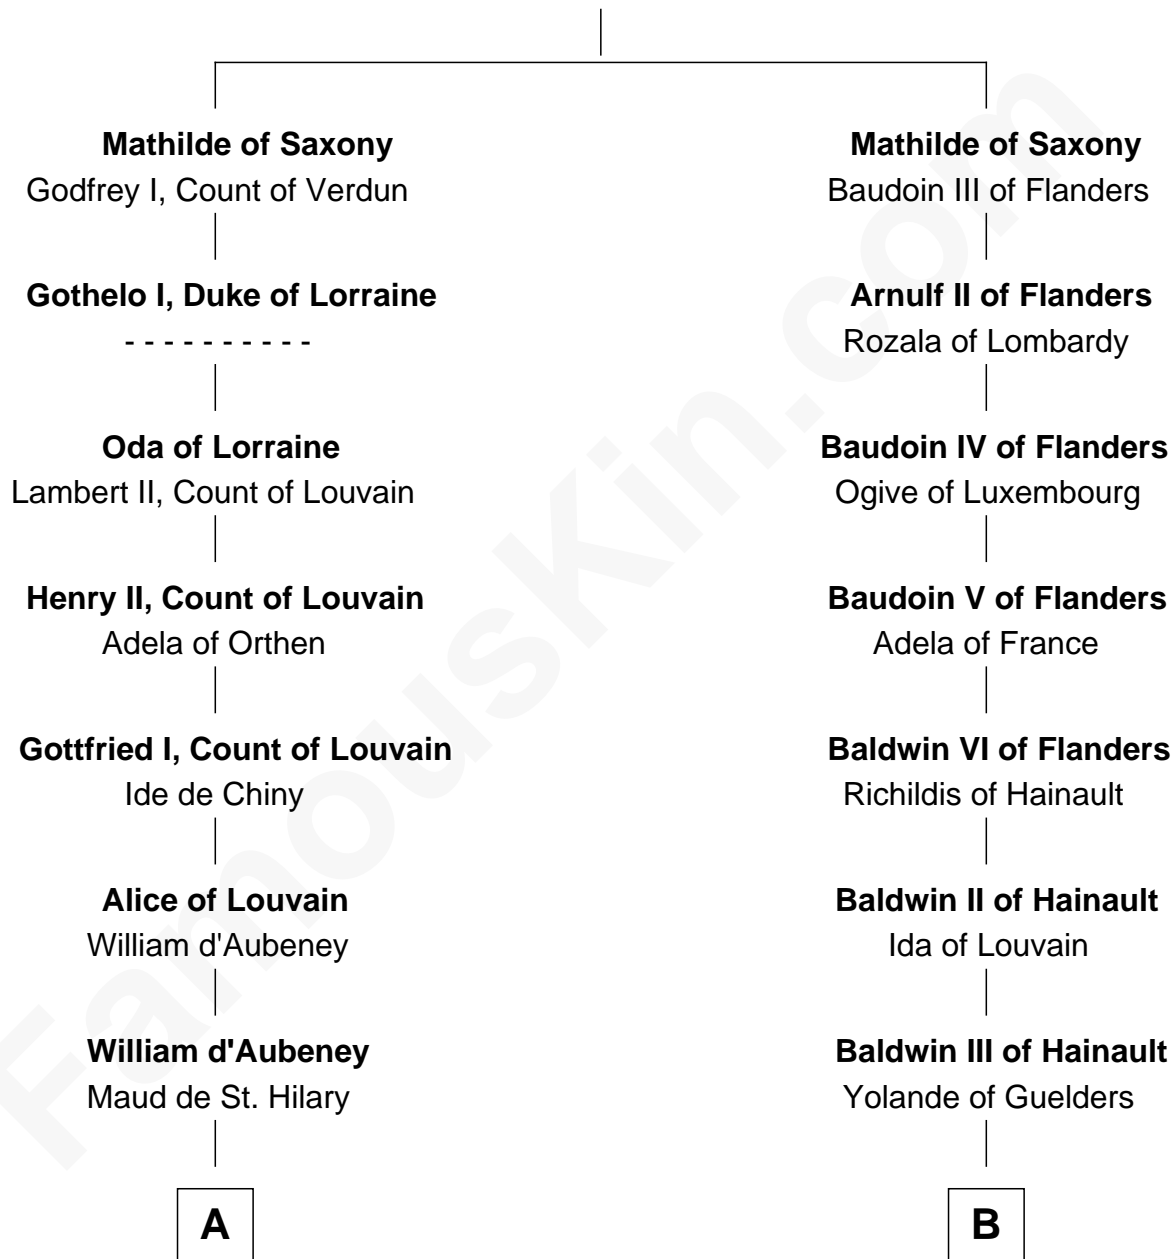 Mathilde of Saxony
Godfrey I, Count of Verdun
Gothelo I, Duke of Lorraine
- - - - - - - - - -
Oda of Lorraine
Lambert II, Count of Louvain
Henry II, Count of Louvain
Adela of Orthen
Gottfried I, Count of Louvain
Ide de Chiny
Alice of Louvain
William d'Aubeney
William d'Aubeney
Maud de St. Hilary
A
Mathilde of Saxony
Baudoin III of Flanders
Arnulf II of Flanders
Rozala of Lombardy
Baudoin IV of Flanders
Ogive of Luxembourg
Baudoin V of Flanders
Adela of France
Baldwin VI of Flanders
Richildis of Hainault
Baldwin II of Hainault
Ida of Louvain
Baldwin III of Hainault
Yolande of Guelders
B
FamousKin.com